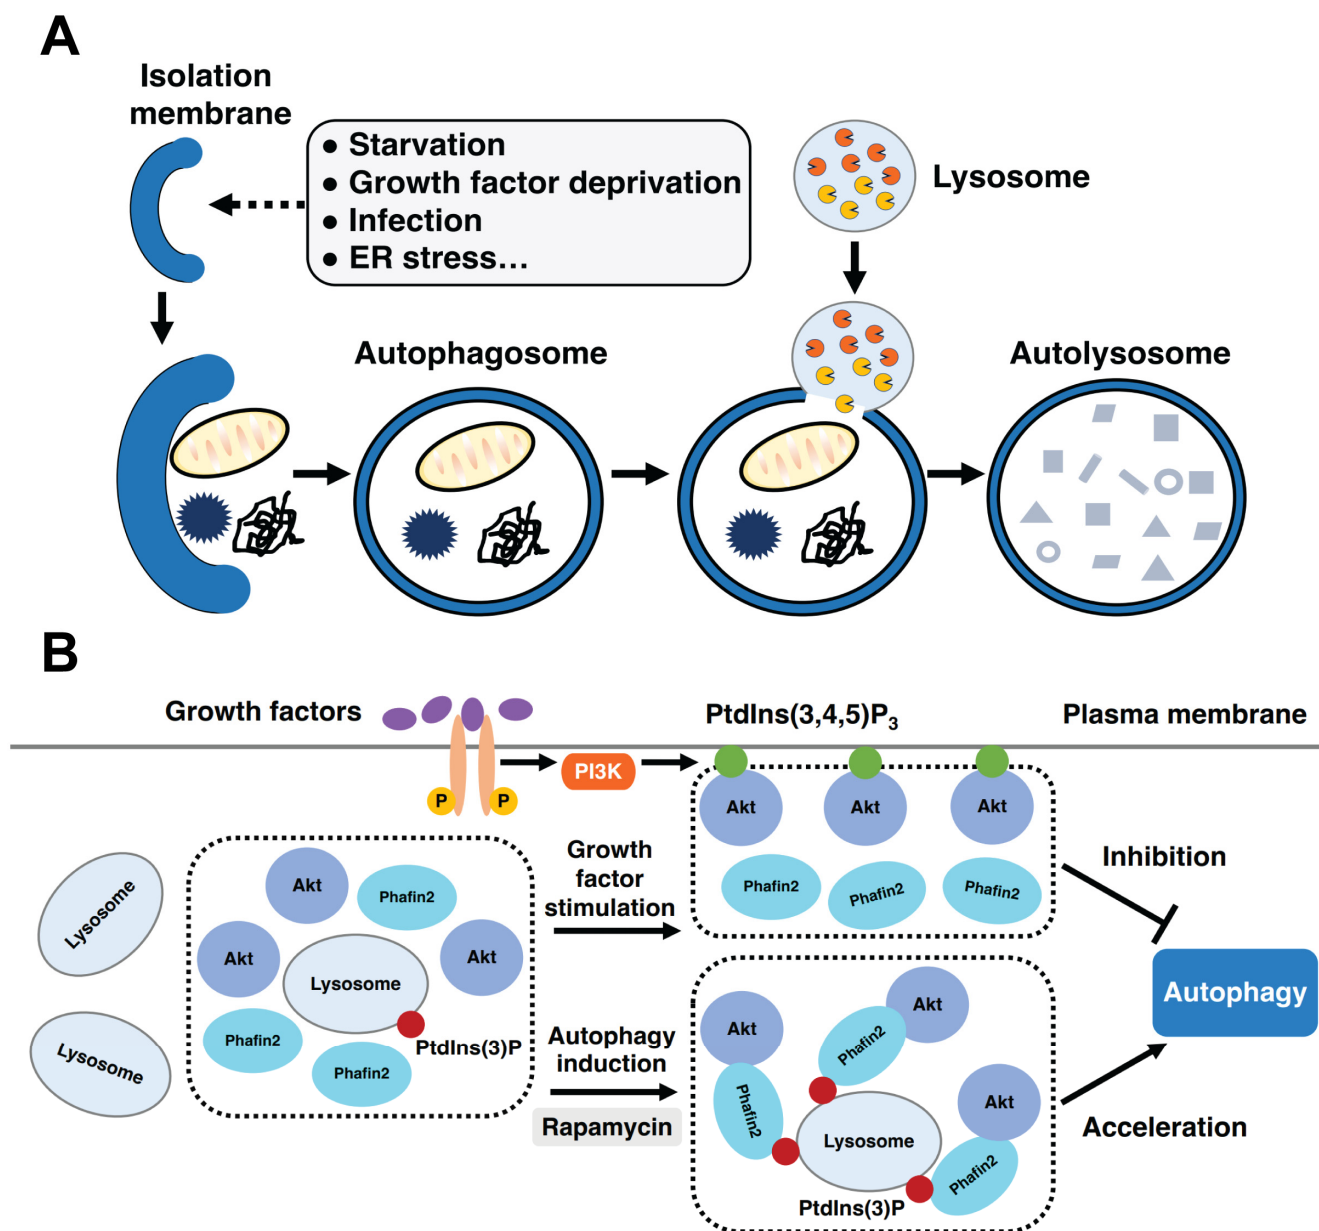 A
Isolation
membrane
● Starvation
● Growth factor deprivation
● Infection
● ER stress…
Lysosome
Autophagosome
Autolysosome
B
Growth factors
PtdIns(3,4,5)P₃
Plasma membrane
PI3K
P
P
Akt
Akt
Akt
Phafin2
Phafin2
Phafin2
Growth
factor
stimulation
Inhibition
Lysosome
Lysosome
Akt
Phafin2
Akt
Akt
Lysosome
PtdIns(3)P
Phafin2
Phafin2
Autophagy
induction
Rapamycin
Akt
Akt
Phafin2
Phafin2
Akt
Lysosome
Phafin2
PtdIns(3)P
Autophagy
Acceleration